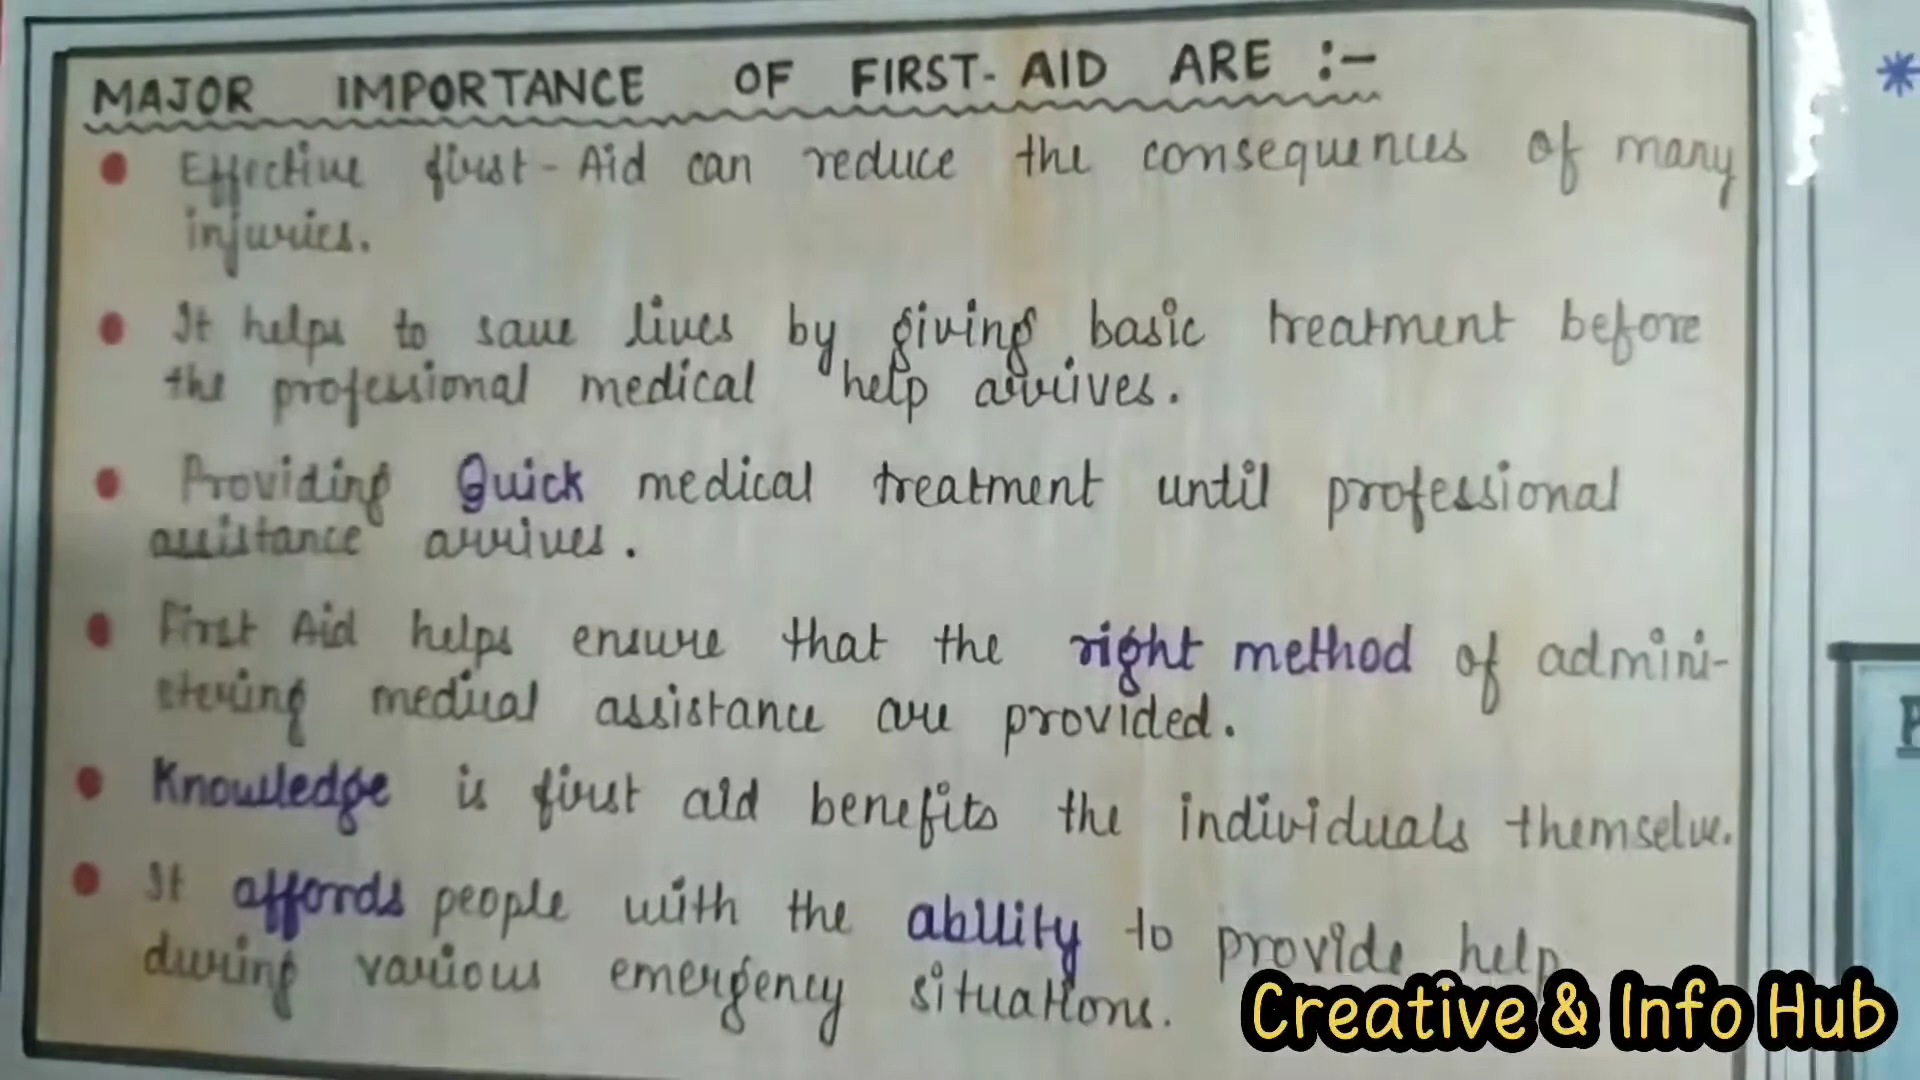 MAJOR IMPORTANCE OF FIRST-AID ARE :-
• Effective first-Aid can reduce the consequences of many
injuries.
• It helps to save lives by giving basic treatment before
the professional medical help arrives.
• Providing Quick medical treatment until professional
assistance arrives.
• First Aid helps ensure that the right method of admini-
stering medical assistance are provided.
• Knowledge is first aid benefits the individuals themselve.
• It affords people with the ability to provide help
during various emergency situations.
Creative & Info Hub